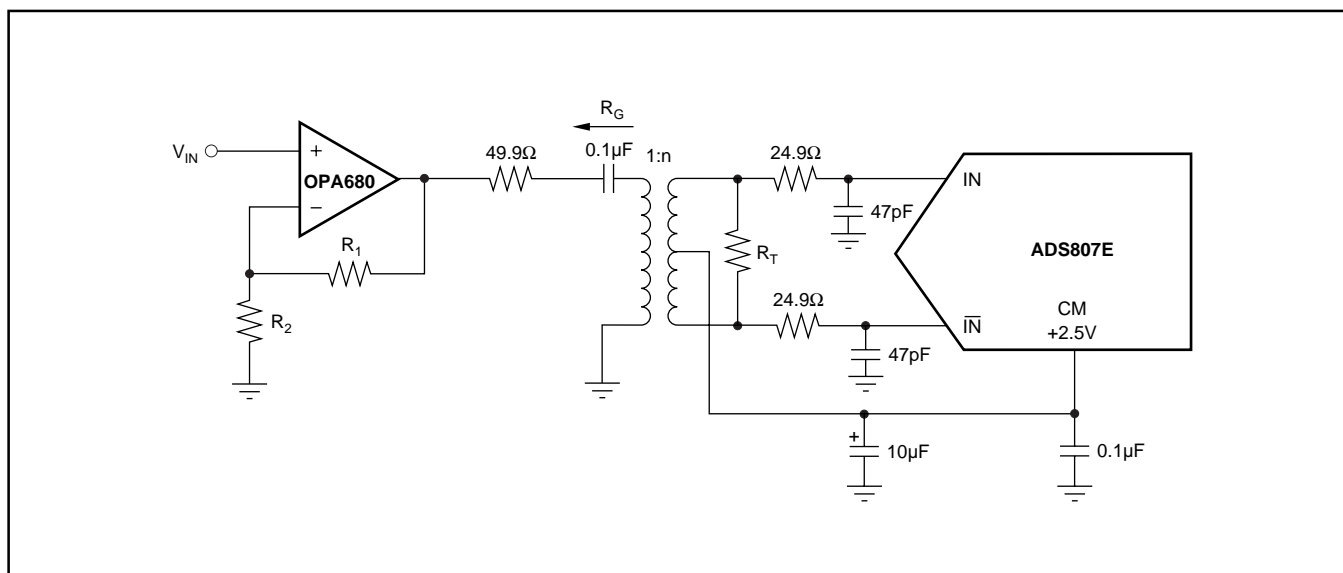 R_G
49.9Ω
0.1µF
1:n
24.9Ω
V_IN
+
OPA680
–
IN
47pF
ADS807E
R_1
R_T
24.9Ω
CM
R_2
I̅N̅
+2.5V
47pF
+
10µF
0.1µF